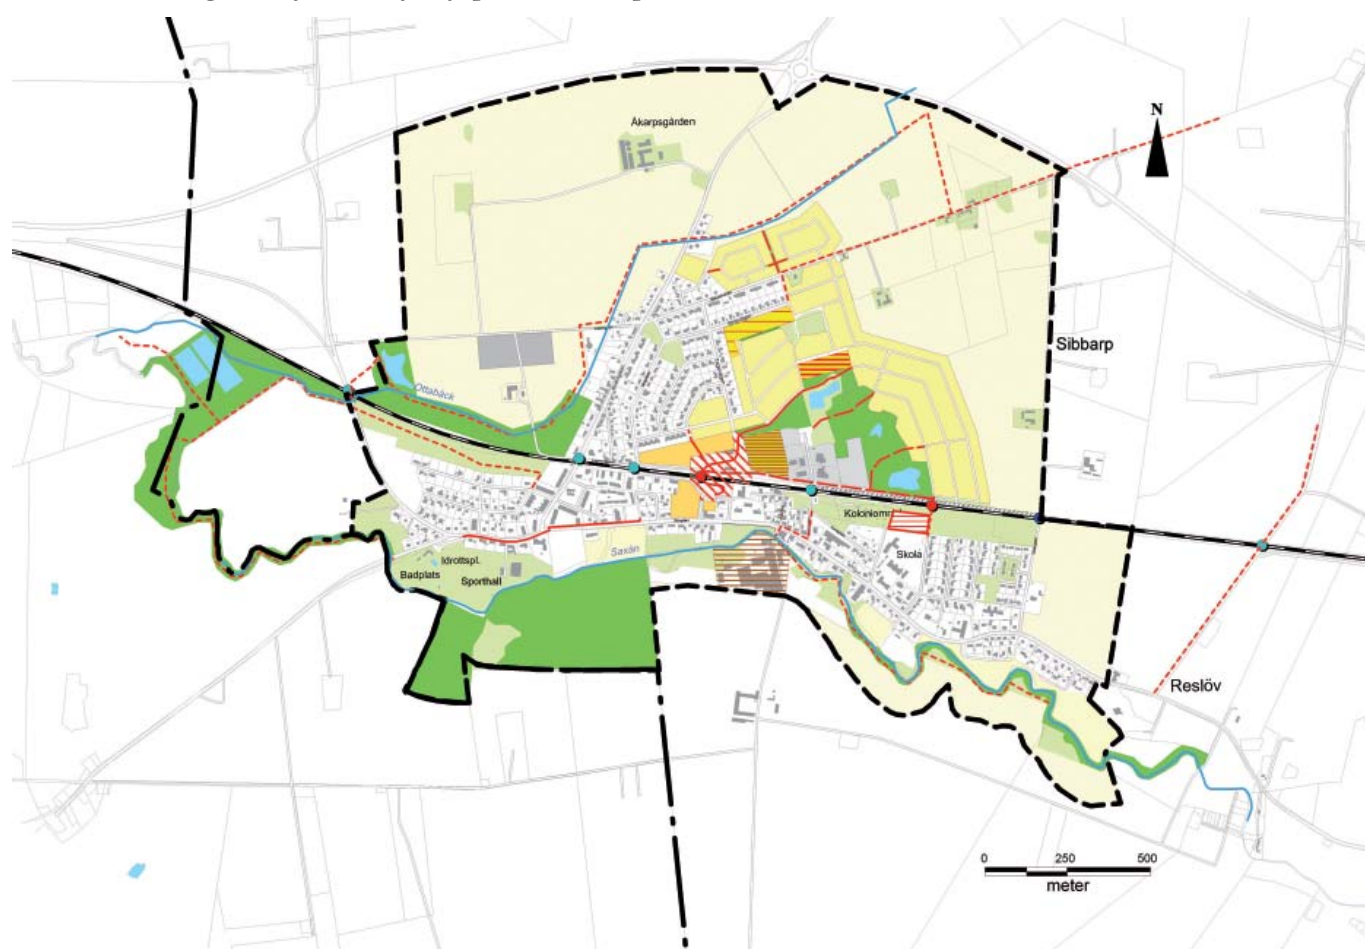 Åkarpsgården
N
Sibbarp
Ottabäck
Koloniomr
Saxån
Skola
Idrottspl.
Badplats
Sporthall
Reslöv
0 250 500
meter